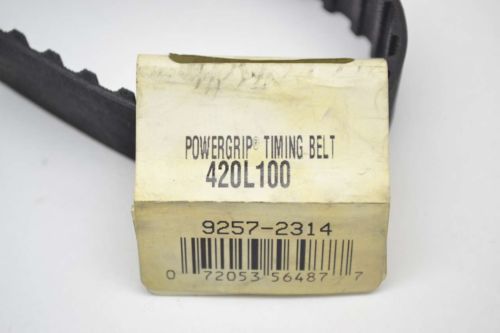 POWERGRIP® TIMING BELT
420L100
9257-2314
0 72053 56487 7